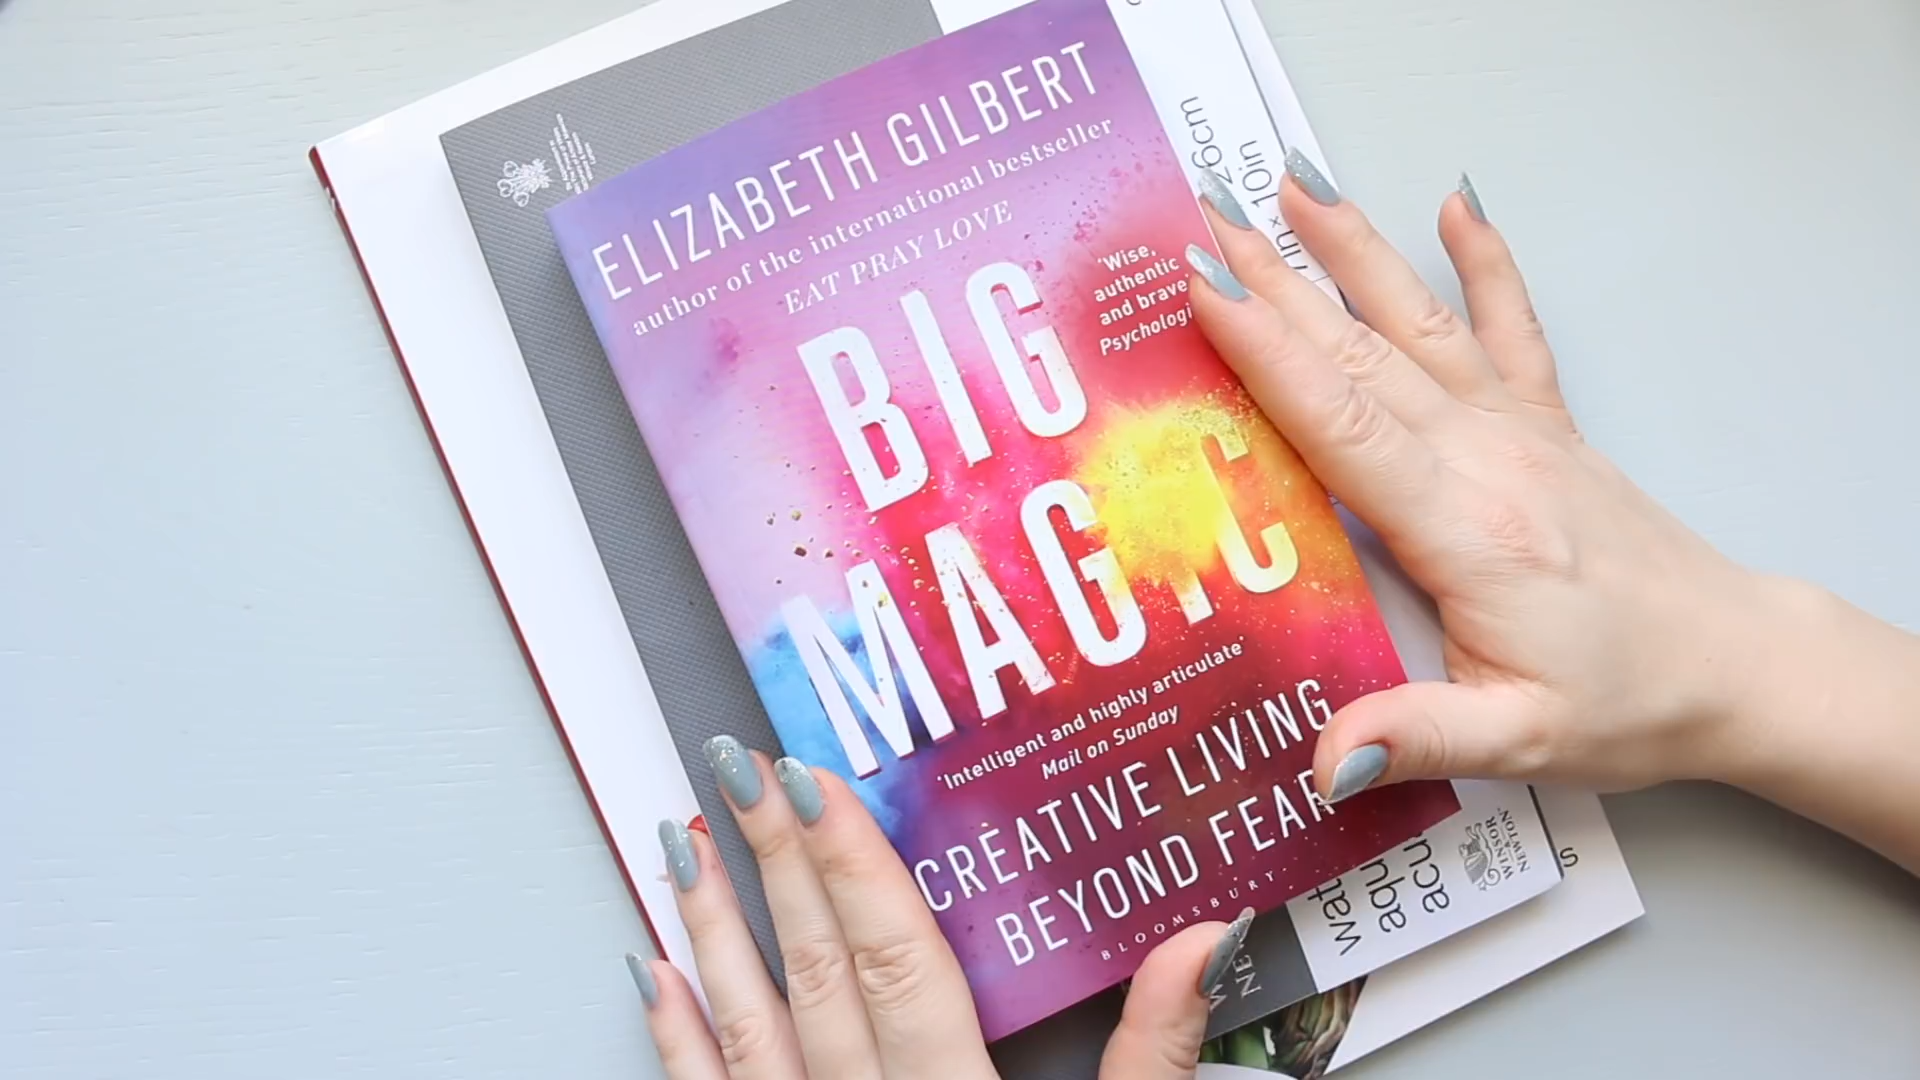 ELIZABETH GILBERT
author of the international bestseller
EAT PRAY LOVE
'Wise,
authentic
and brave'
Psychologi
BIG
MAGIC
'Intelligent and highly articulate'
Mail on Sunday
CREATIVE LIVING
BEYOND FEAR
BLOOMSBURY
26cm
7in × 10in
WINSOR
&
NEWTON
wat
aqu
acu
S
NE